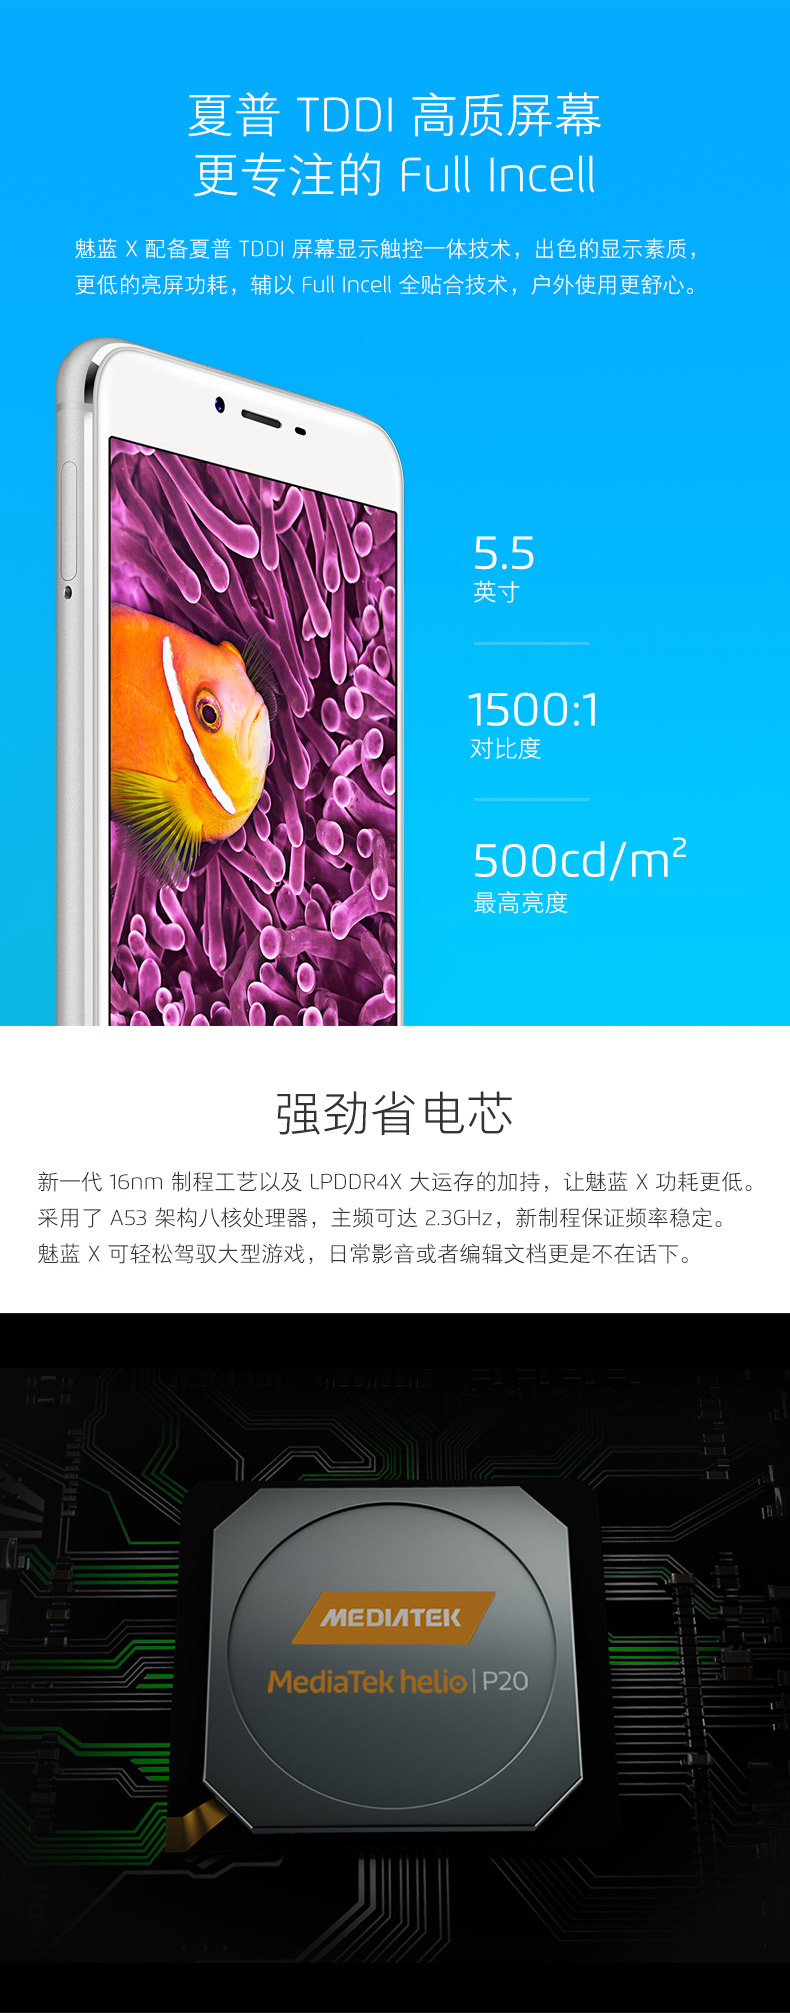 夏普 TDDI 高质屏幕
更专注的 Full Incell
魅蓝 X 配备夏普 TDDI 屏幕显示触控一体技术，出色的显示素质，
更低的亮屏功耗，辅以 Full Incell 全贴合技术，户外使用更舒心。
5.5
英寸
1500:1
对比度
500cd/m²
最高亮度
强劲省电芯
新一代 16nm 制程工艺以及 LPDDR4X 大运存的加持，让魅蓝 X 功耗更低。
采用了 A53 架构八核处理器，主频可达 2.3GHz，新制程保证频率稳定。
魅蓝 X 可轻松驾驭大型游戏，日常影音或者编辑文档更是不在话下。
MEDIATEK
MediaTek helio | P20